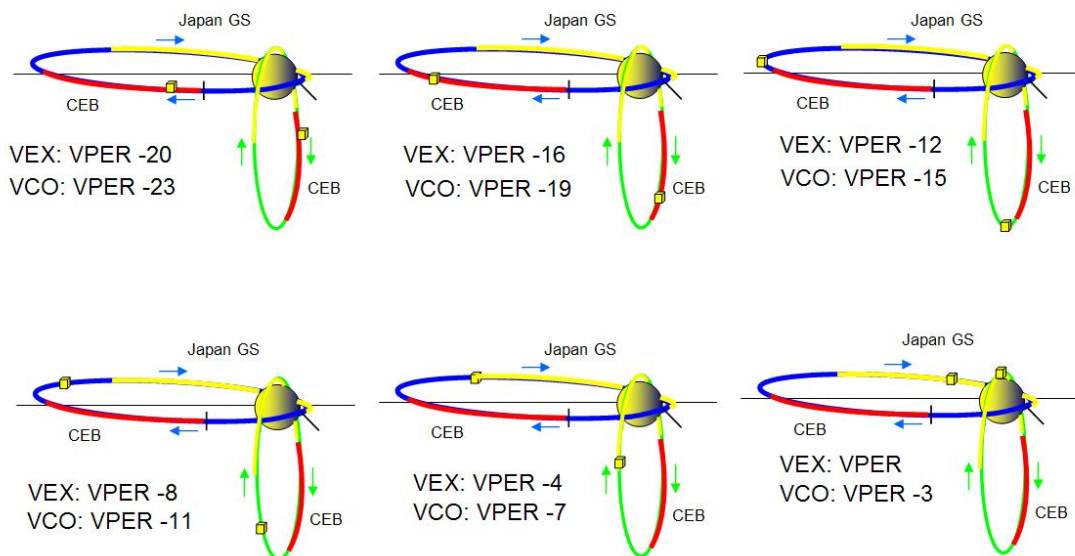 Japan GS
CEB
VEX: VPER -20
VCO: VPER -23
CEB
Japan GS
CEB
VEX: VPER -16
VCO: VPER -19
CEB
Japan GS
CEB
VEX: VPER -12
VCO: VPER -15
CEB
Japan GS
CEB
VEX: VPER -8
VCO: VPER -11
CEB
Japan GS
CEB
VEX: VPER -4
VCO: VPER -7
CEB
Japan GS
CEB
VEX: VPER
VCO: VPER -3
CEB